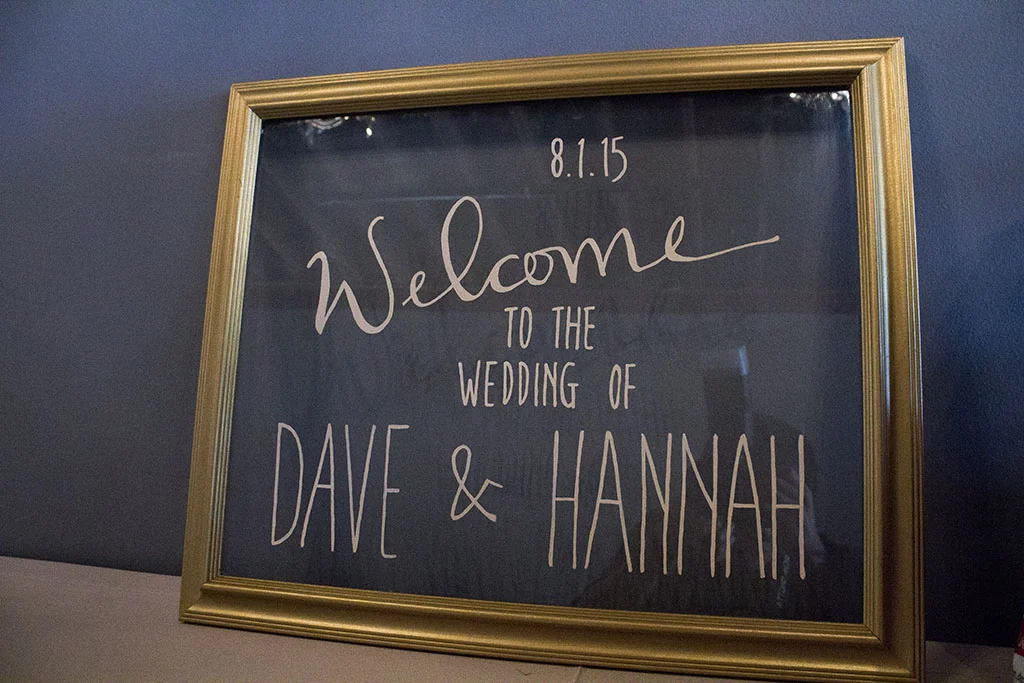 8.1.15
Welcome
TO THE
WEDDING OF
DAVE & HANNAH